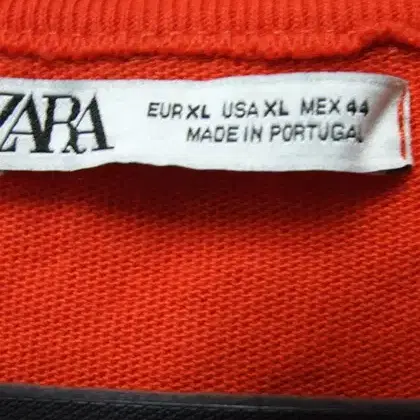 ZARA
EUR XL USA XL MEX 44
MADE IN PORTUGAL